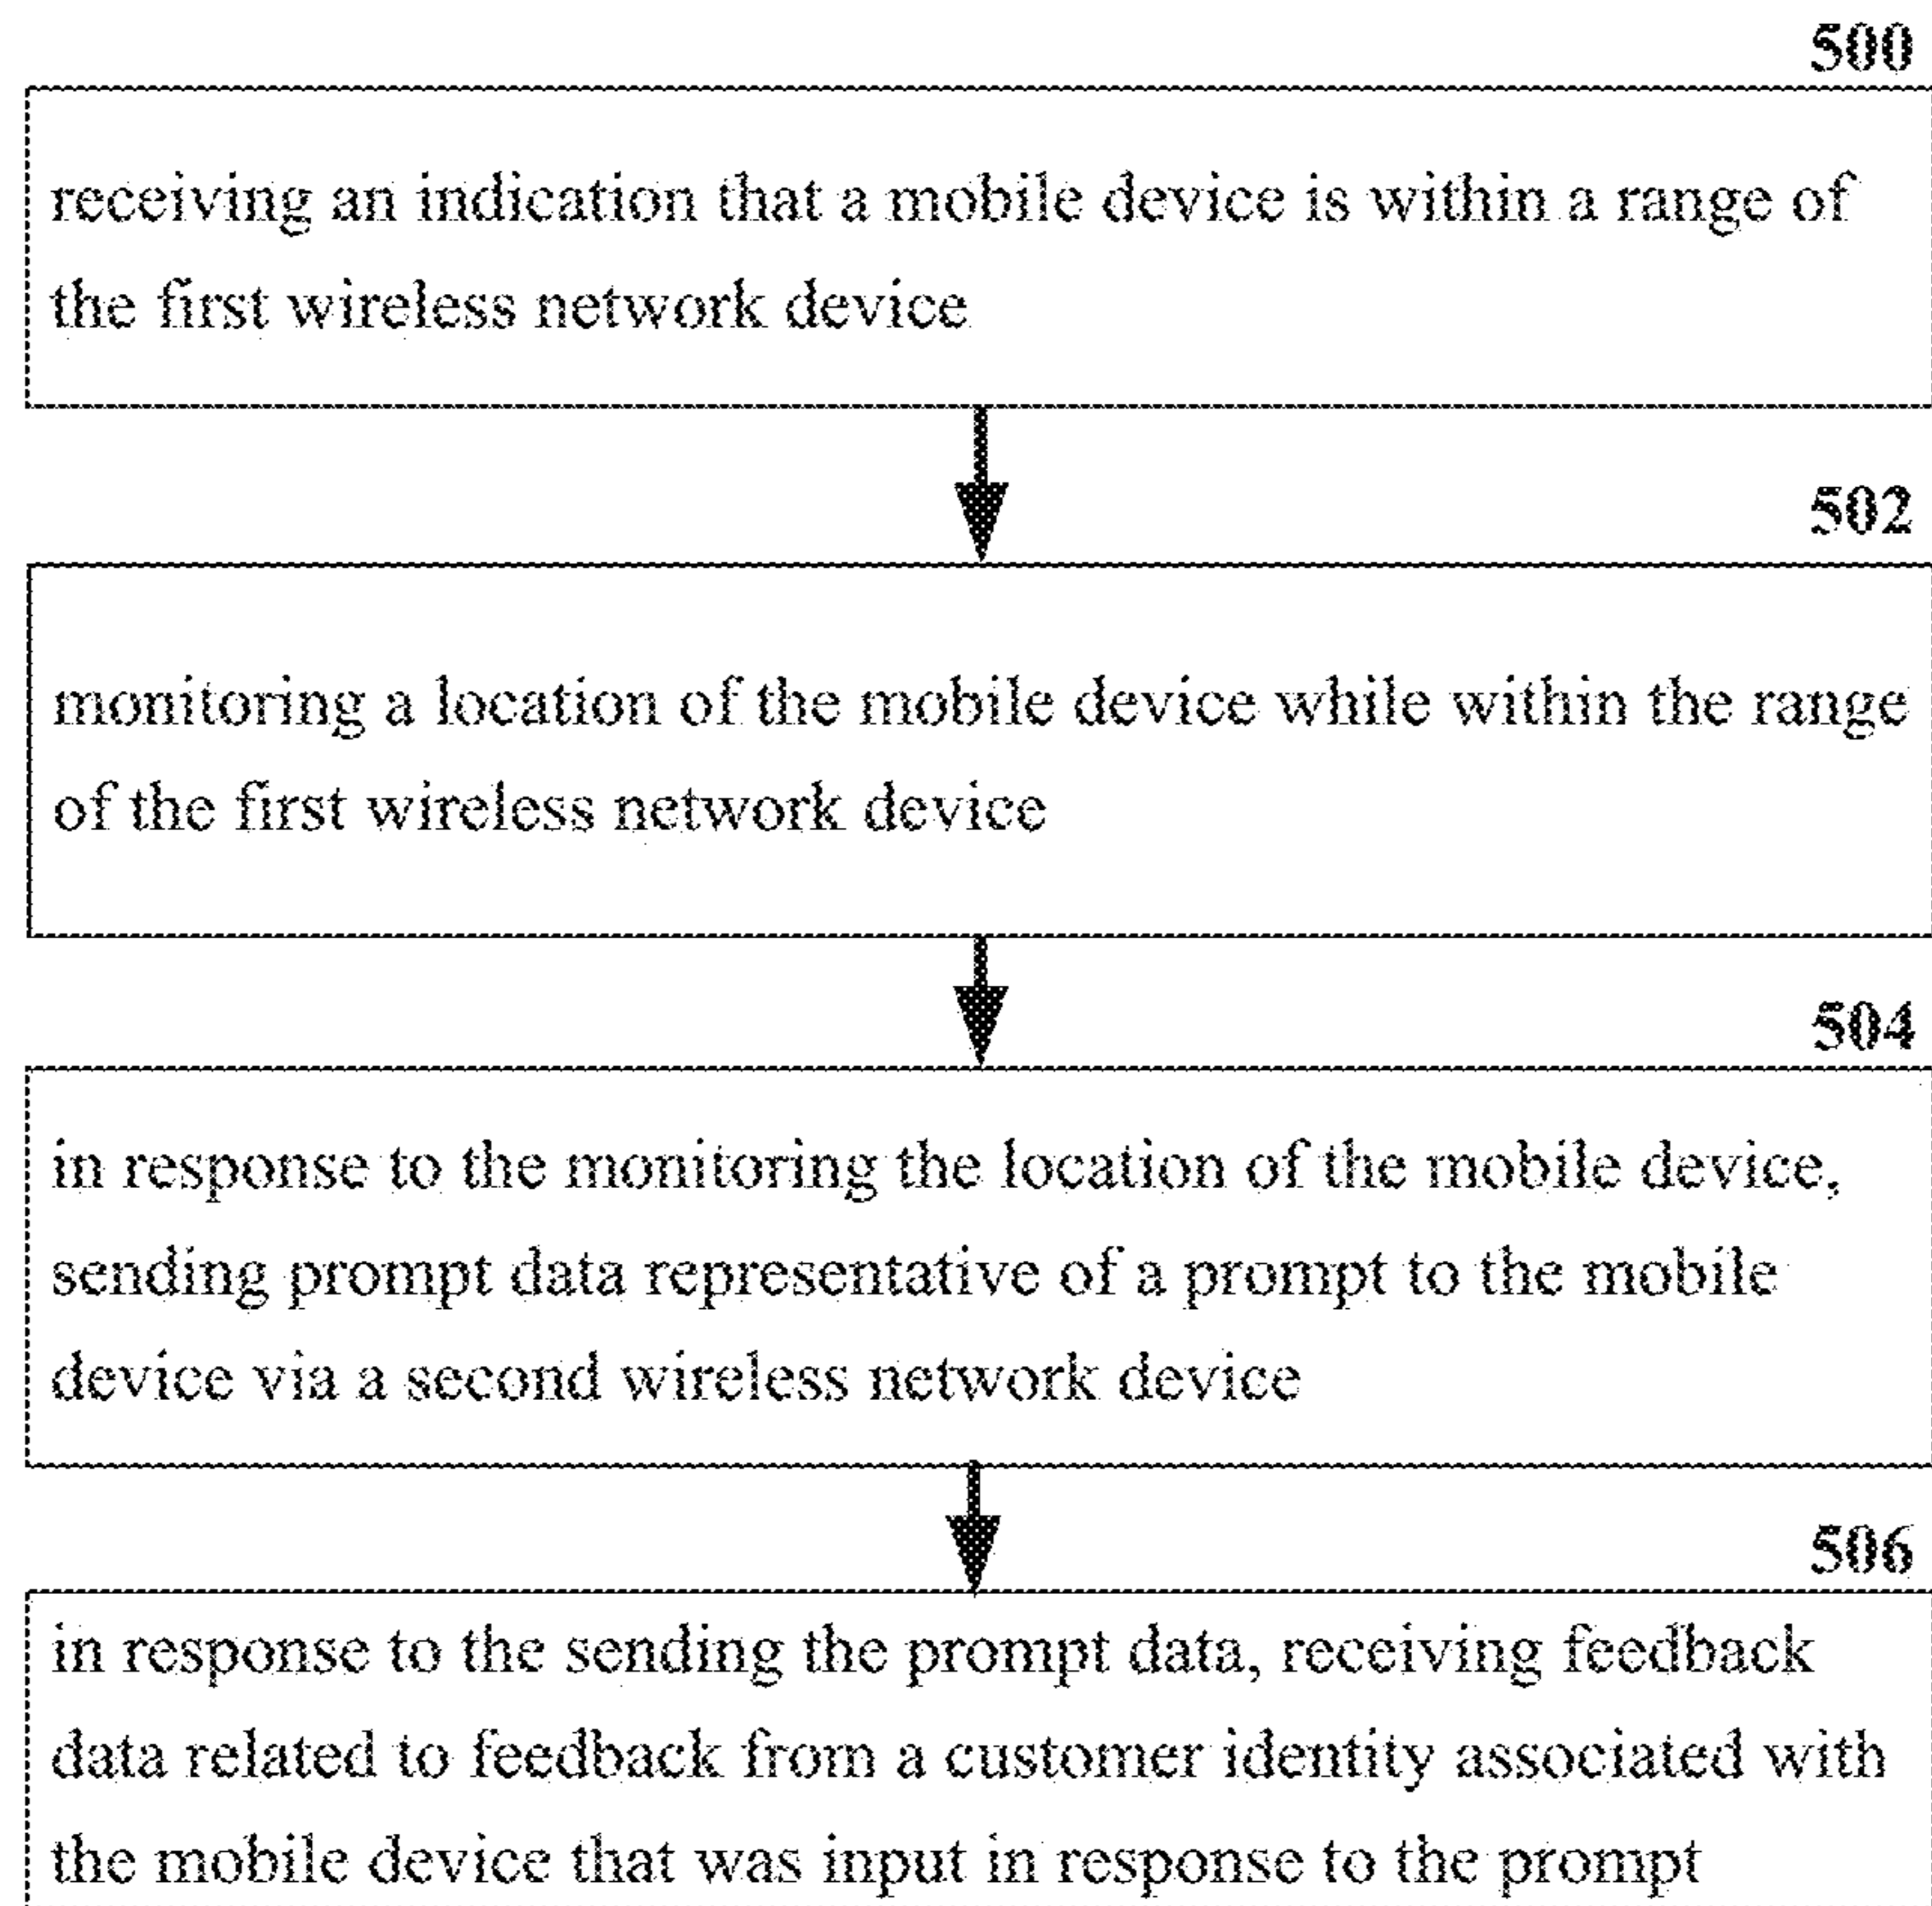 500
receiving an indication that a mobile device is within a range of
the first wireless network device
502
monitoring a location of the mobile device while within the range
of the first wireless network device
504
in response to the monitoring the location of the mobile device,
sending prompt data representative of a prompt to the mobile
device via a second wireless network device
506
in response to the sending the prompt data, receiving feedback
data related to feedback from a customer identity associated with
the mobile device that was input in response to the prompt